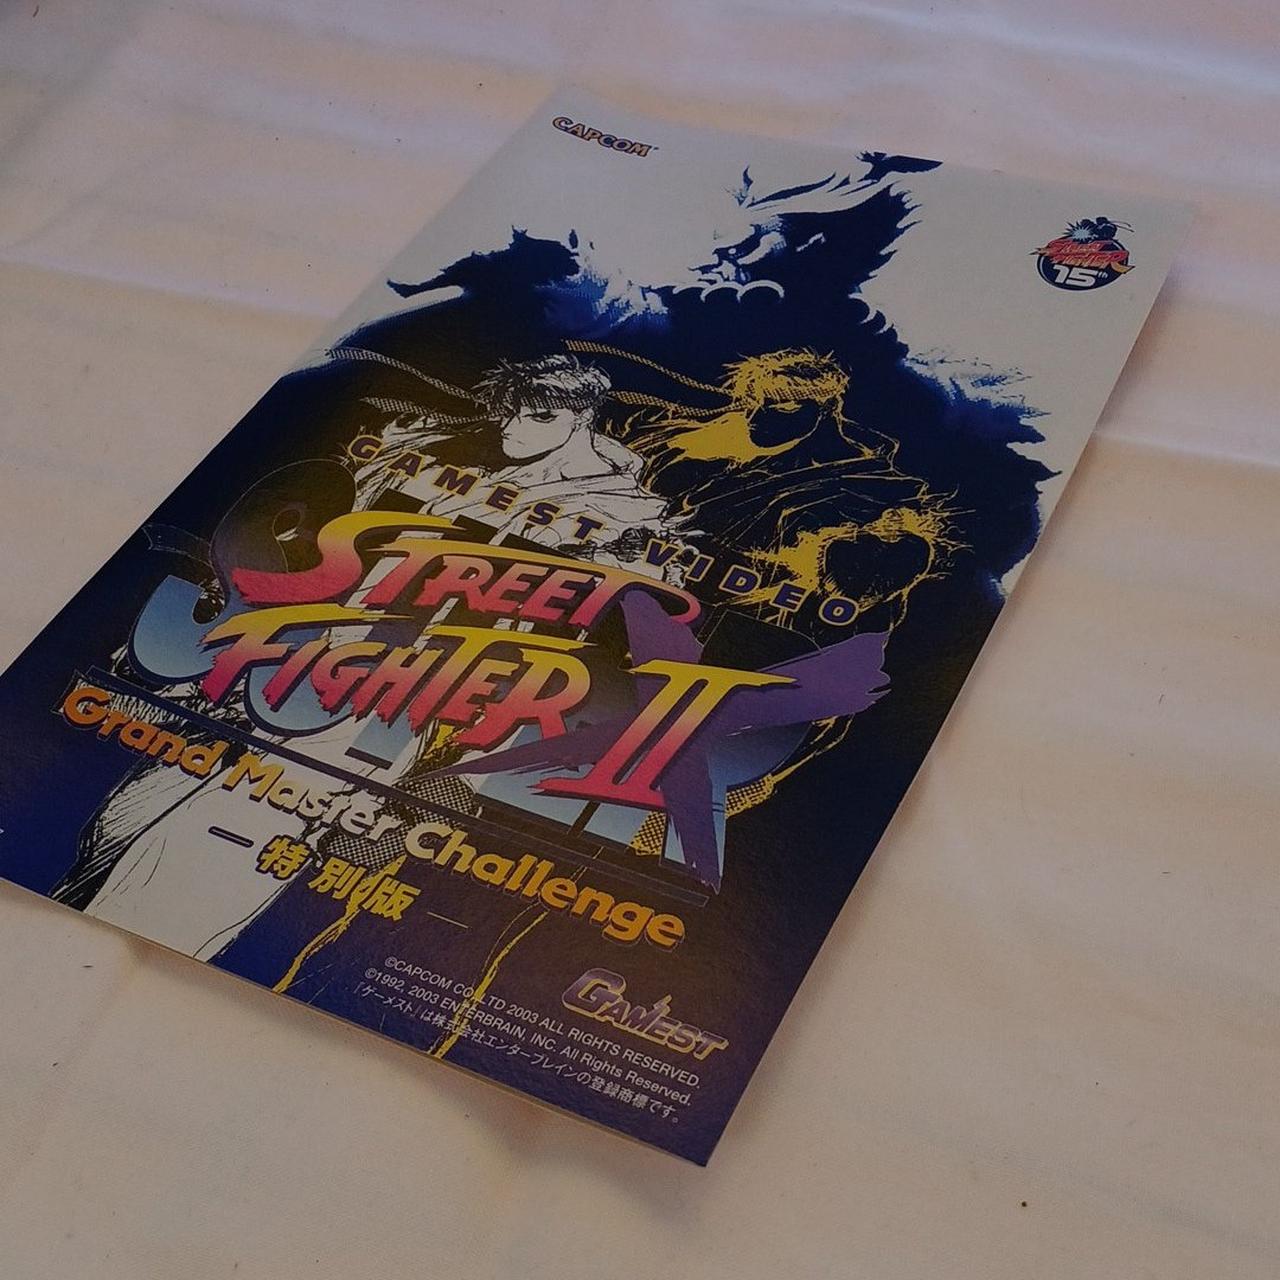 CAPCOM
STREET
FIGHTER
15th
GAMEST VIDEO
SUPER
STREET
FIGHTER II X
Grand Master Challenge
— 特別版 —
GAMEST
©CAPCOM CO., LTD 2003 ALL RIGHTS RESERVED.
©1992, 2003 ENTERBRAIN, INC. All Rights Reserved.
「ゲーメスト」は株式会社エンターブレインの登録商標です。